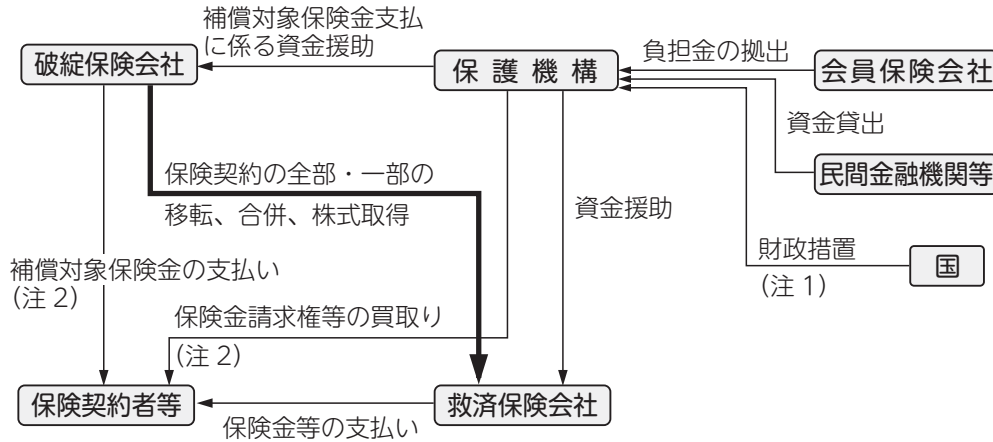 補償対象保険金支払
に係る資金援助
破綻保険会社
保護機構
負担金の拠出
会員保険会社
資金貸出
民間金融機関等
保険契約の全部・一部の
移転、合併、株式取得
資金援助
財政措置
(注 1)
国
補償対象保険金の支払い
(注 2)
保険金請求権等の買取り
(注 2)
保険契約者等
救済保険会社
保険金等の支払い